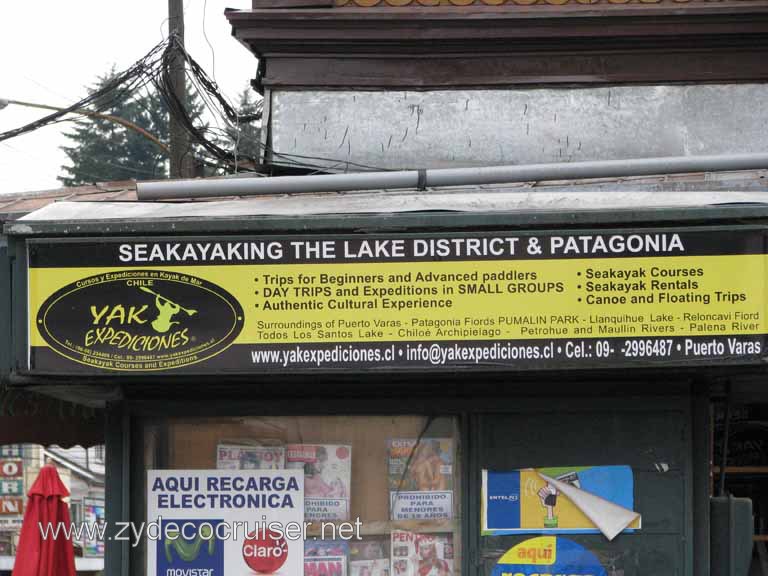 SEAKAYAKING THE LAKE DISTRICT & PATAGONIA
Cursos y Expediciones en Kayak de Mar
CHILE
YAK
EXPEDICIONES
Seakayak Courses and Expeditions
• Trips for Beginners and Advanced paddlers
• DAY TRIPS and Expeditions in SMALL GROUPS
• Authentic Cultural Experience
• Seakayak Courses
• Seakayak Rentals
• Canoe and Floating Trips
Surroundings of Puerto Varas - Patagonia Fiords PUMALIN PARK - Llanquihue Lake - Reloncavi Fiord
Todos Los Santos Lake - Chiloé Archipielago - Petrohue and Maullin Rivers - Palena River
www.yakexpediciones.cl • info@yakexpediciones.cl • Cel.: 09- -2996487 • Puerto Varas
AQUI RECARGA
ELECTRONICA
movistar
Claro
PLAYBOY
PROHIBIDO
PARA
MENORES
DE 18 AÑOS
PENTHO
ENTEL
aquí
www.zydecocruiser.net